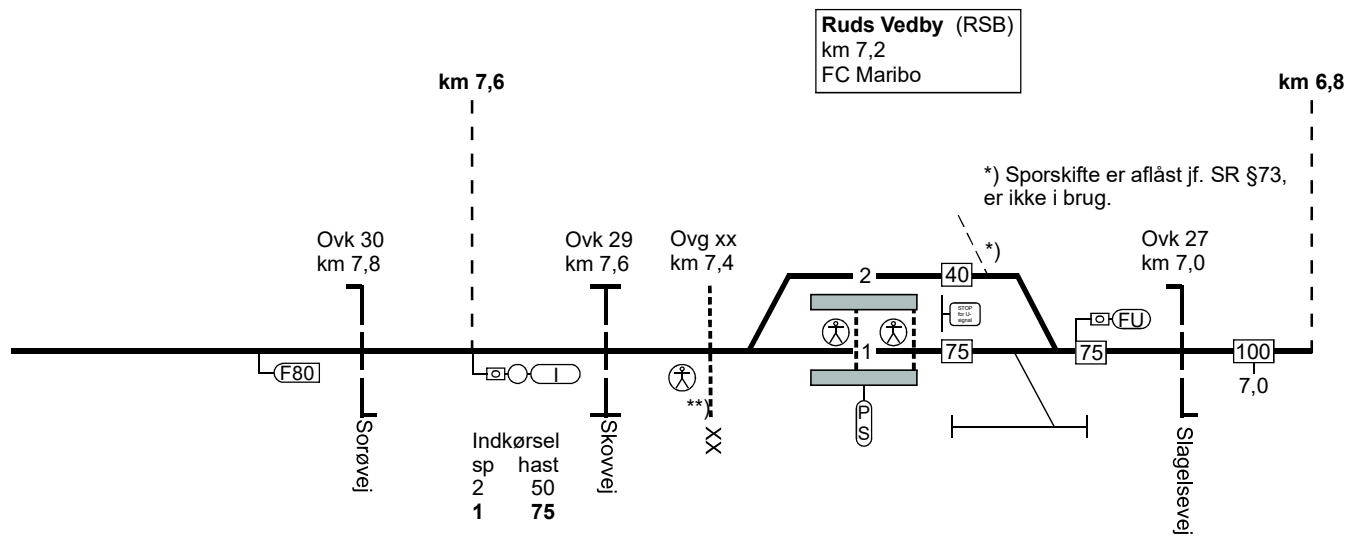 Ruds Vedby (RSB)
km 7,2
FC Maribo
km 7,6
km 6,8
*) Sporskifte er aflåst jf. SR §73,
er ikke i brug.
*)
Ovk 30
km 7,8
Ovk 29
km 7,6
Ovg xx
km 7,4
Ovk 27
km 7,0
2
40
STOP
for U-
signal
FU
1
75
75
100
7,0
F80
I
**)
P
S
Sorøvej
Skovvej
XX
Slagelsevej
Indkørsel
sp hast
2 50
1 75